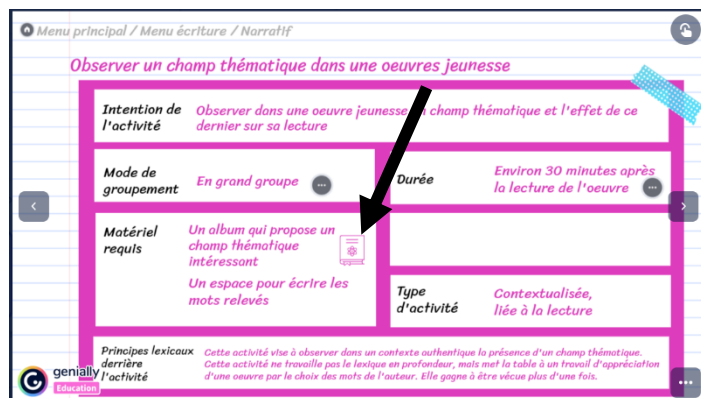 Menu principal / Menu écriture / Narratif
Observer un champ thématique dans une oeuvres jeunesse
Intention de
l'activité
Observer dans une oeuvre jeunesse un champ thématique et l'effet de ce
dernier sur sa lecture
Mode de
groupement
En grand groupe
Durée
Environ 30 minutes après
la lecture de l'oeuvre
Matériel
requis
Un album qui propose un
champ thématique
intéressant
Un espace pour écrire les
mots relevés
Type
d'activité
Contextualisée,
liée à la lecture
Principes lexicaux
derrière
l'activité
Cette activité vise à observer dans un contexte authentique la présence d'un champ thématique.
Cette activité ne travaille pas le lexique en profondeur, mais met la table à un travail d'appréciation
d'une oeuvre par le choix des mots de l'auteur. Elle gagne à être vécue plus d'une fois.
genially
Education